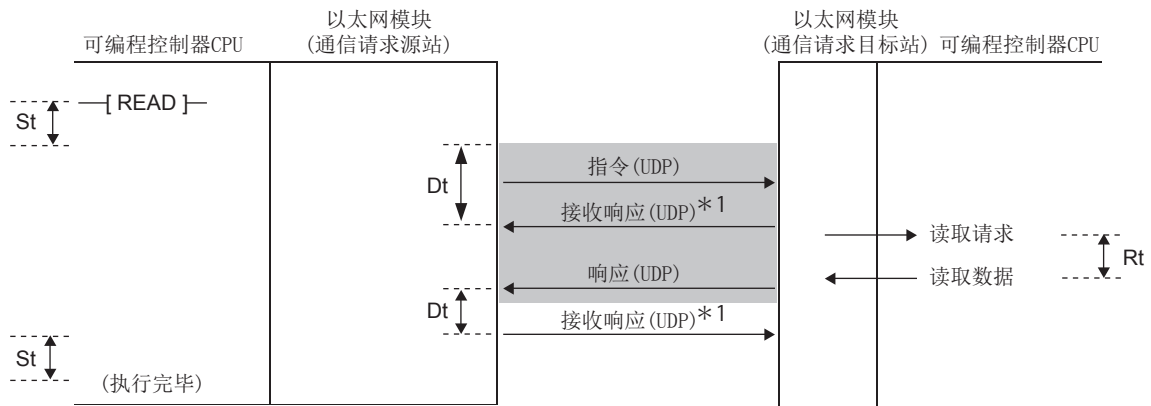 以太网模块
以太网模块
可编程控制器CPU
(通信请求源站)
(通信请求目标站)
可编程控制器CPU
[ READ ]
St
指令(UDP)
Dt
接收响应(UDP)*1
读取请求
Rt
响应(UDP)
读取数据
Dt
接收响应(UDP)*1
St
(执行完毕)